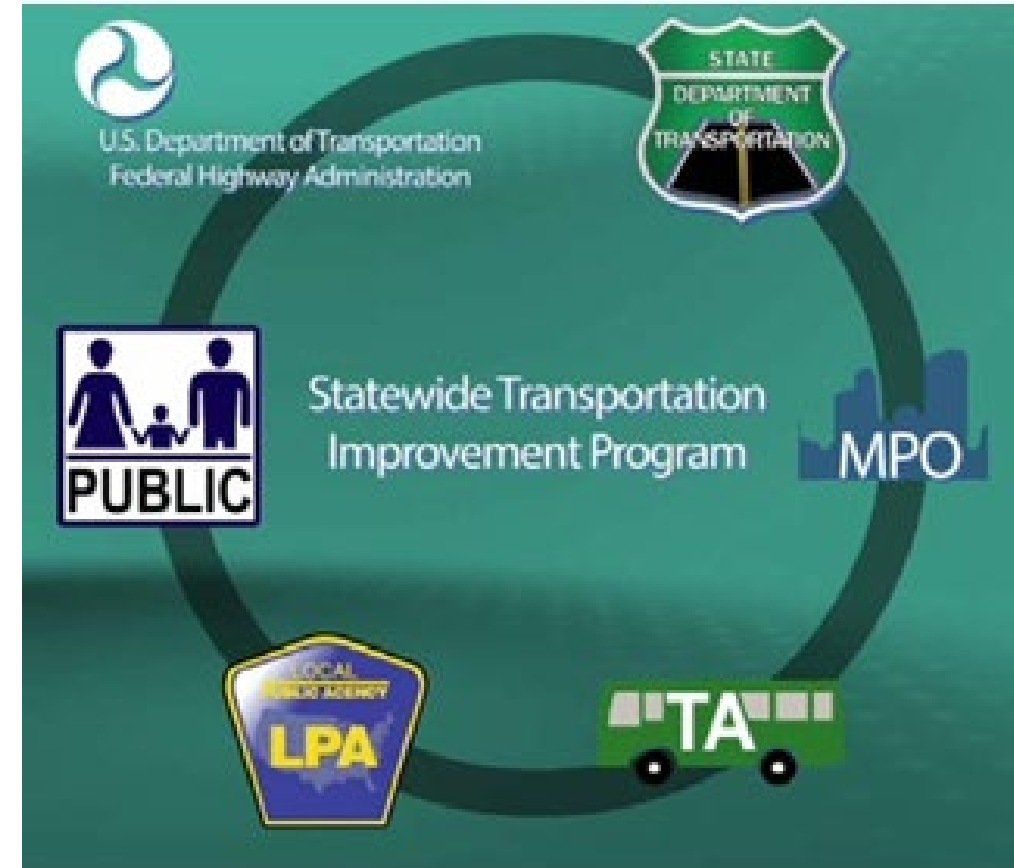 U.S. Department of Transportation
Federal Highway Administration
STATE
DEPARTMENT
OF
TRANSPORTATION
PUBLIC
Statewide Transportation
Improvement Program
MPO
LOCAL
PUBLIC AGENCY
LPA
TA